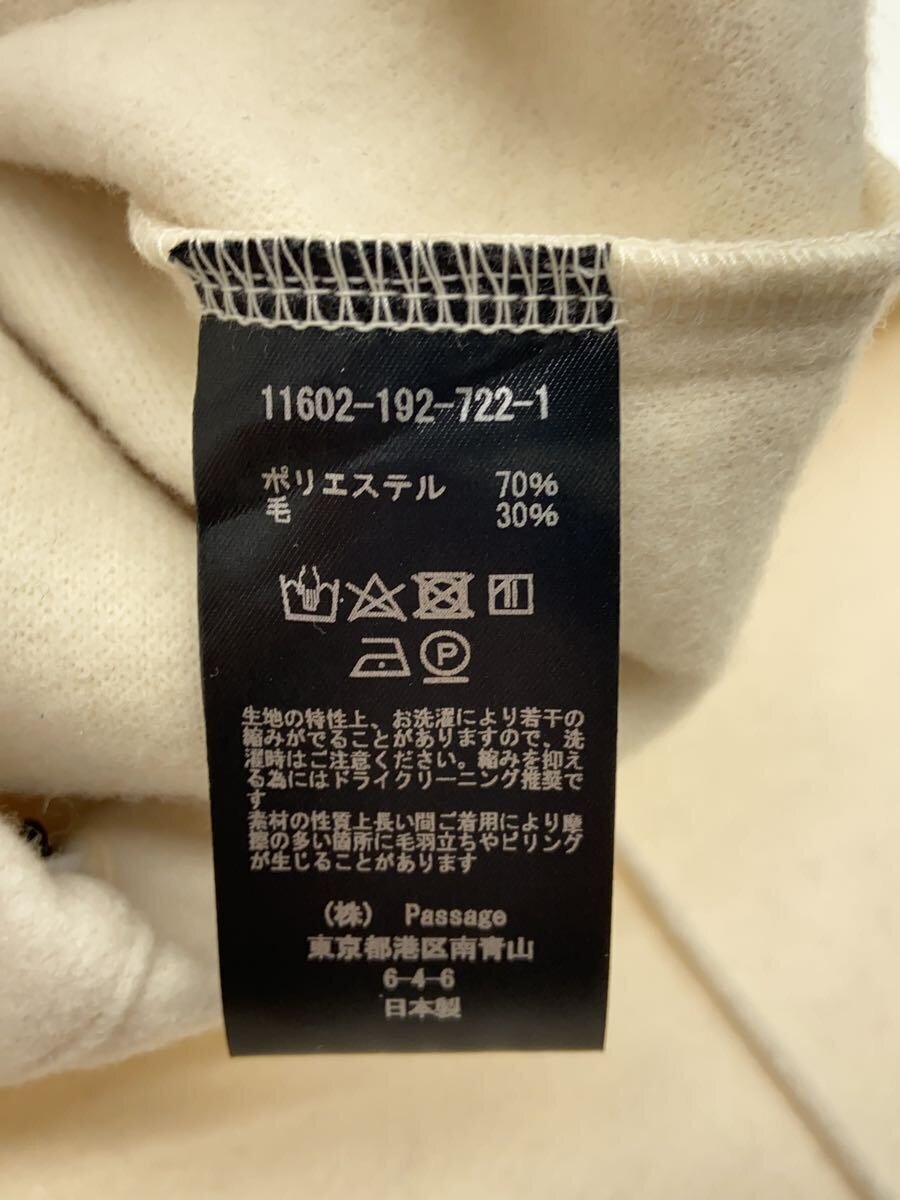 11602-192-722-1
ポリエステル 70%
毛 30%
P
生地の特性上、お洗濯により若干の
縮みがでることがありますので、洗
濯時はご注意ください。縮みを抑え
る為にはドライクリーニング推奨で
す
素材の性質上長い間ご着用により摩
擦の多い箇所に毛羽立ちやピリング
が生じることがあります
(株) Passage
東京都港区南青山
6-4-6
日本製